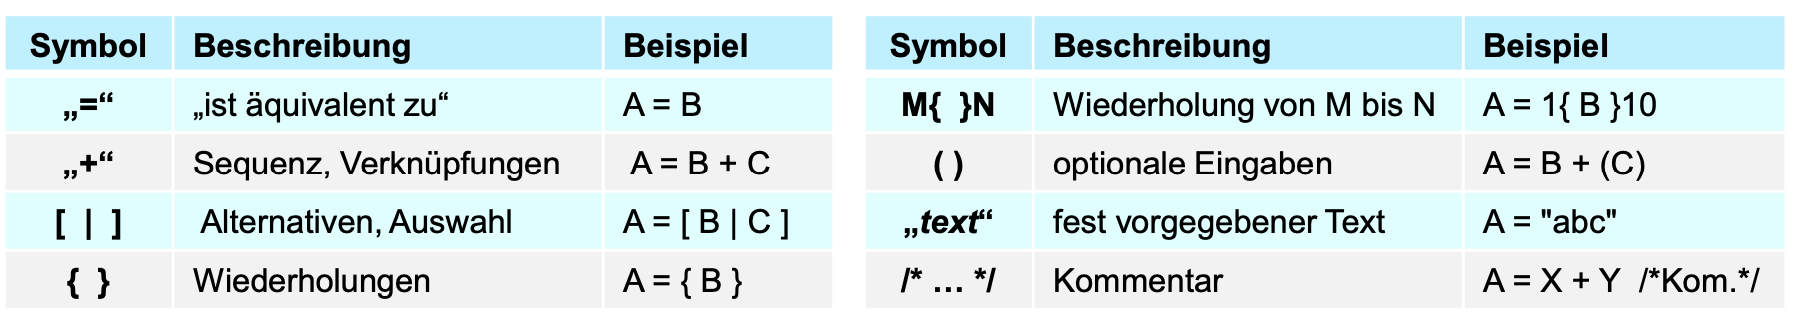 Symbol Beschreibung Beispiel
„=“ „ist äquivalent zu“ A = B
„+“ Sequenz, Verknüpfungen A = B + C
[ | ] Alternativen, Auswahl A = [ B | C ]
{ } Wiederholungen A = { B }
Symbol Beschreibung Beispiel
M{ }N Wiederholung von M bis N A = 1{ B }10
( ) optionale Eingaben A = B + (C)
„text“ fest vorgegebener Text A = "abc"
/* ... */ Kommentar A = X + Y /*Kom.*/